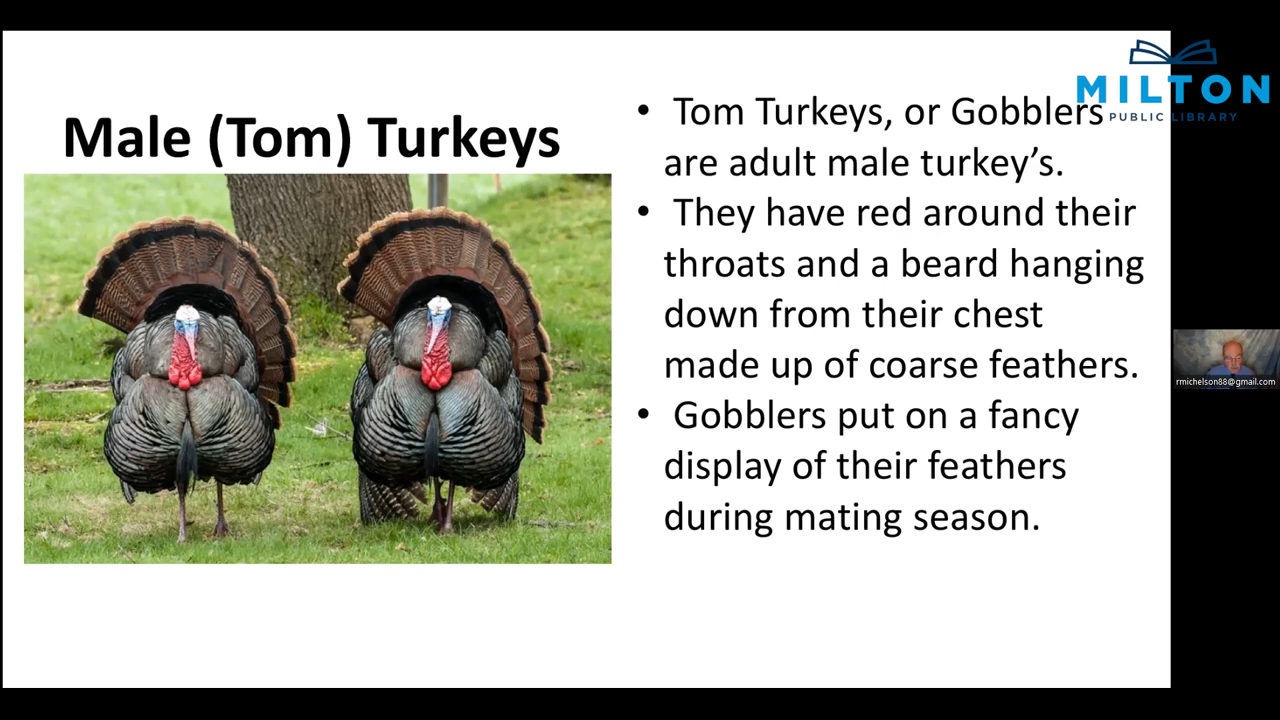 Male (Tom) Turkeys
• Tom Turkeys, or Gobblers
are adult male turkey’s.
• They have red around their
throats and a beard hanging
down from their chest
made up of coarse feathers.
• Gobblers put on a fancy
display of their feathers
during mating season.
MILTON
PUBLIC LIBRARY
rmichelson88@gmail.com